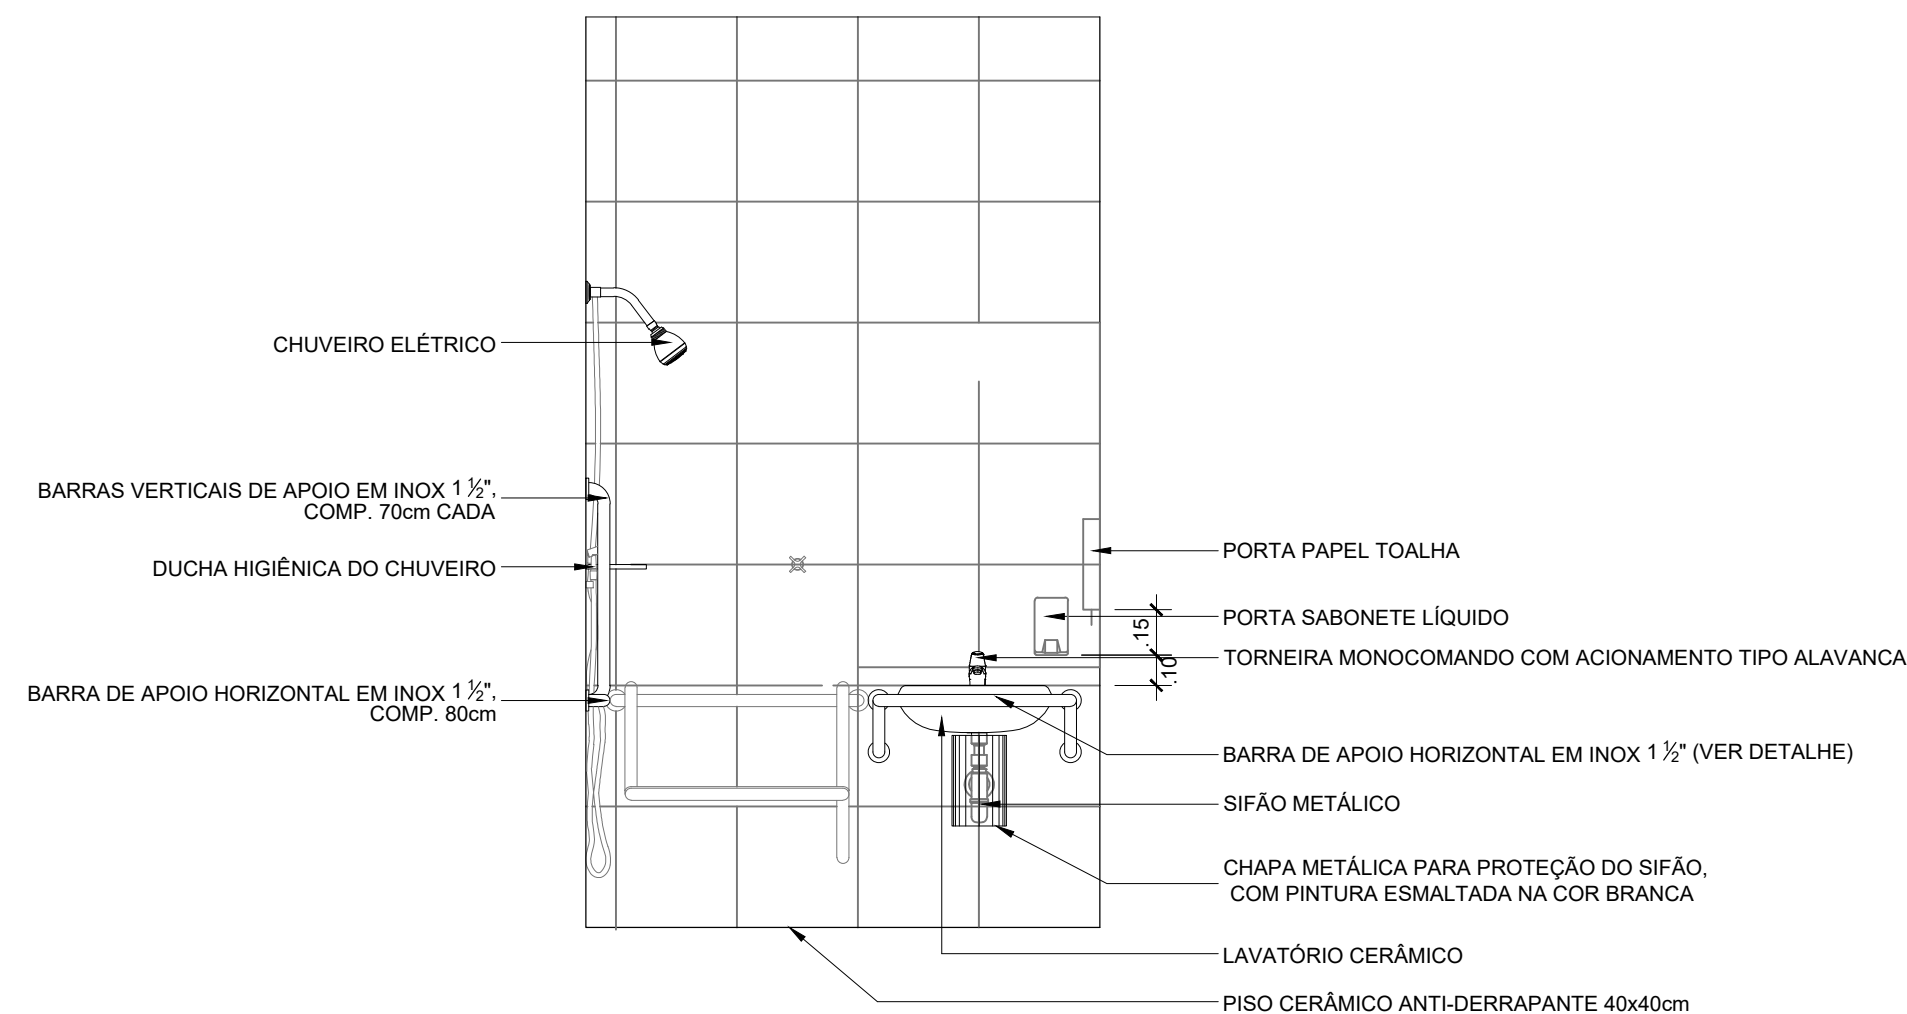 CHUVEIRO ELÉTRICO
BARRAS VERTICAIS DE APOIO EM INOX 1 ½",
COMP. 70cm CADA
DUCHA HIGIÊNICA DO CHUVEIRO
BARRA DE APOIO HORIZONTAL EM INOX 1 ½",
COMP. 80cm
PORTA PAPEL TOALHA
PORTA SABONETE LÍQUIDO
.15
TORNEIRA MONOCOMANDO COM ACIONAMENTO TIPO ALAVANCA
.10
BARRA DE APOIO HORIZONTAL EM INOX 1 ½" (VER DETALHE)
SIFÃO METÁLICO
CHAPA METÁLICA PARA PROTEÇÃO DO SIFÃO,
COM PINTURA ESMALTADA NA COR BRANCA
LAVATÓRIO CERÂMICO
PISO CERÂMICO ANTI-DERRAPANTE 40x40cm